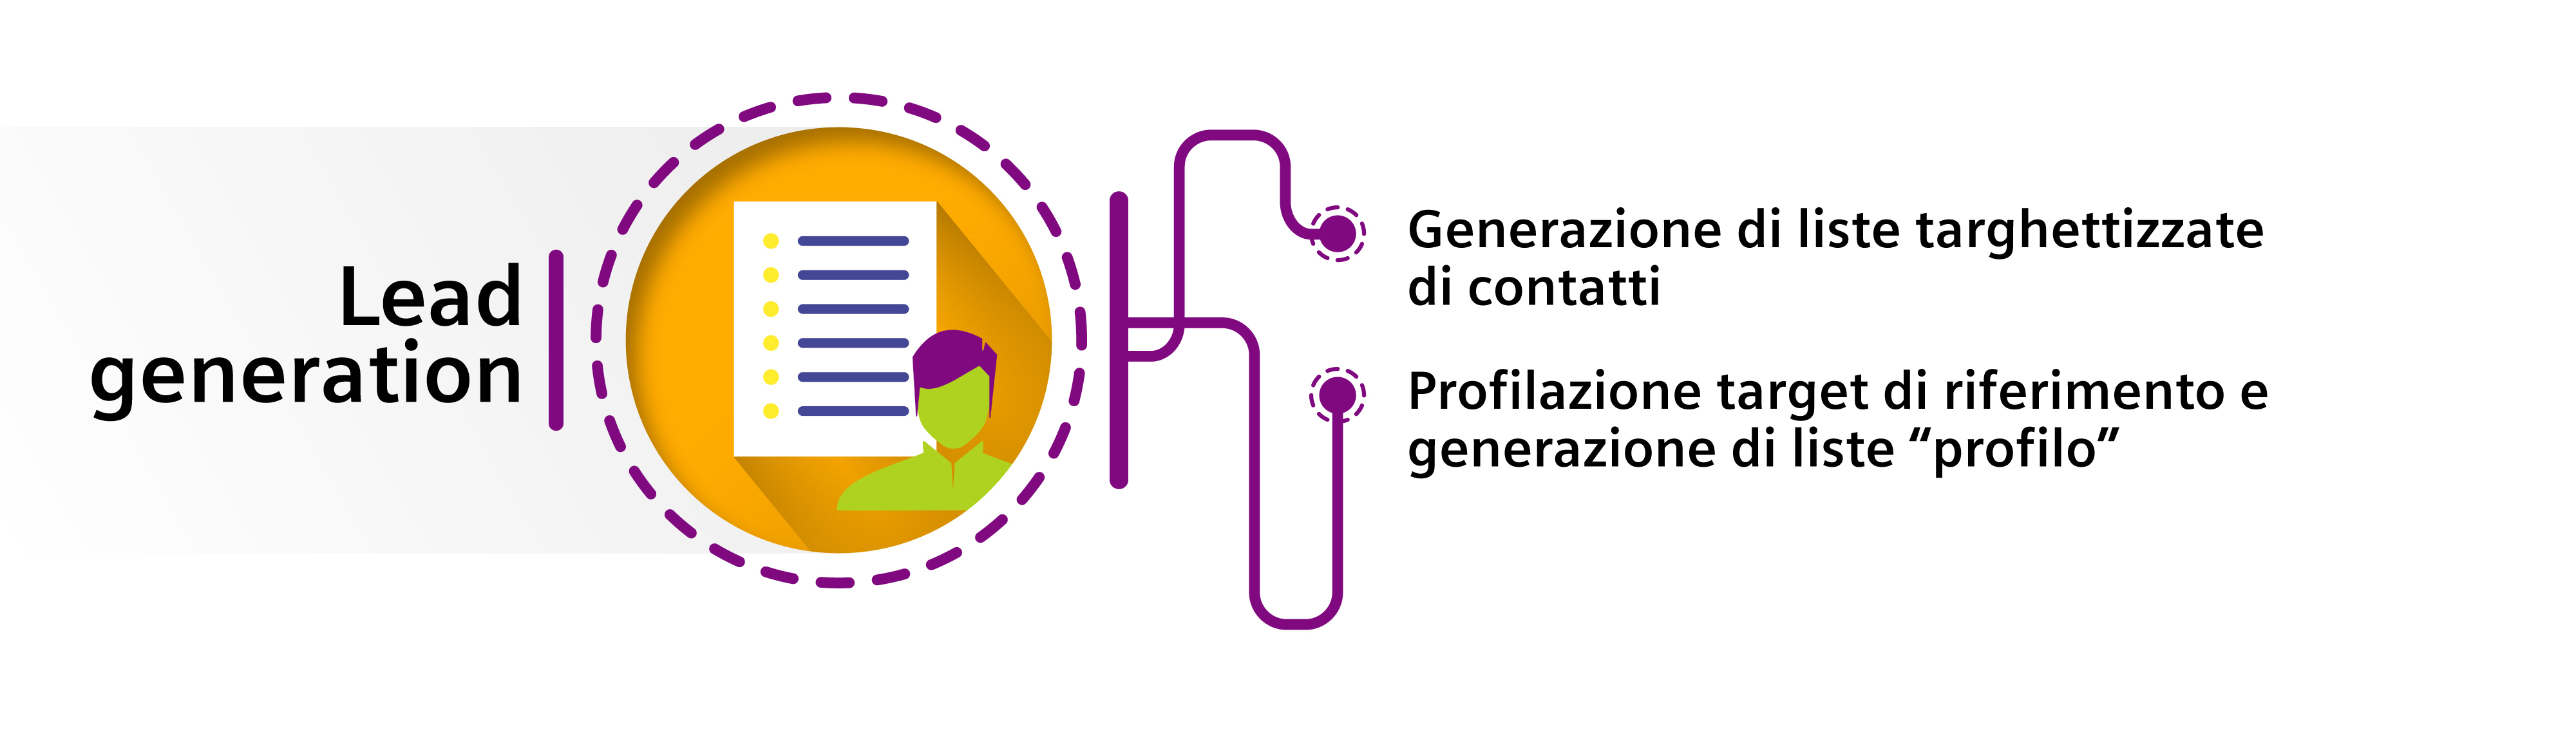 Lead
generation
Generazione di liste targhettizzate
di contatti
Profilazione target di riferimento e
generazione di liste “profilo”